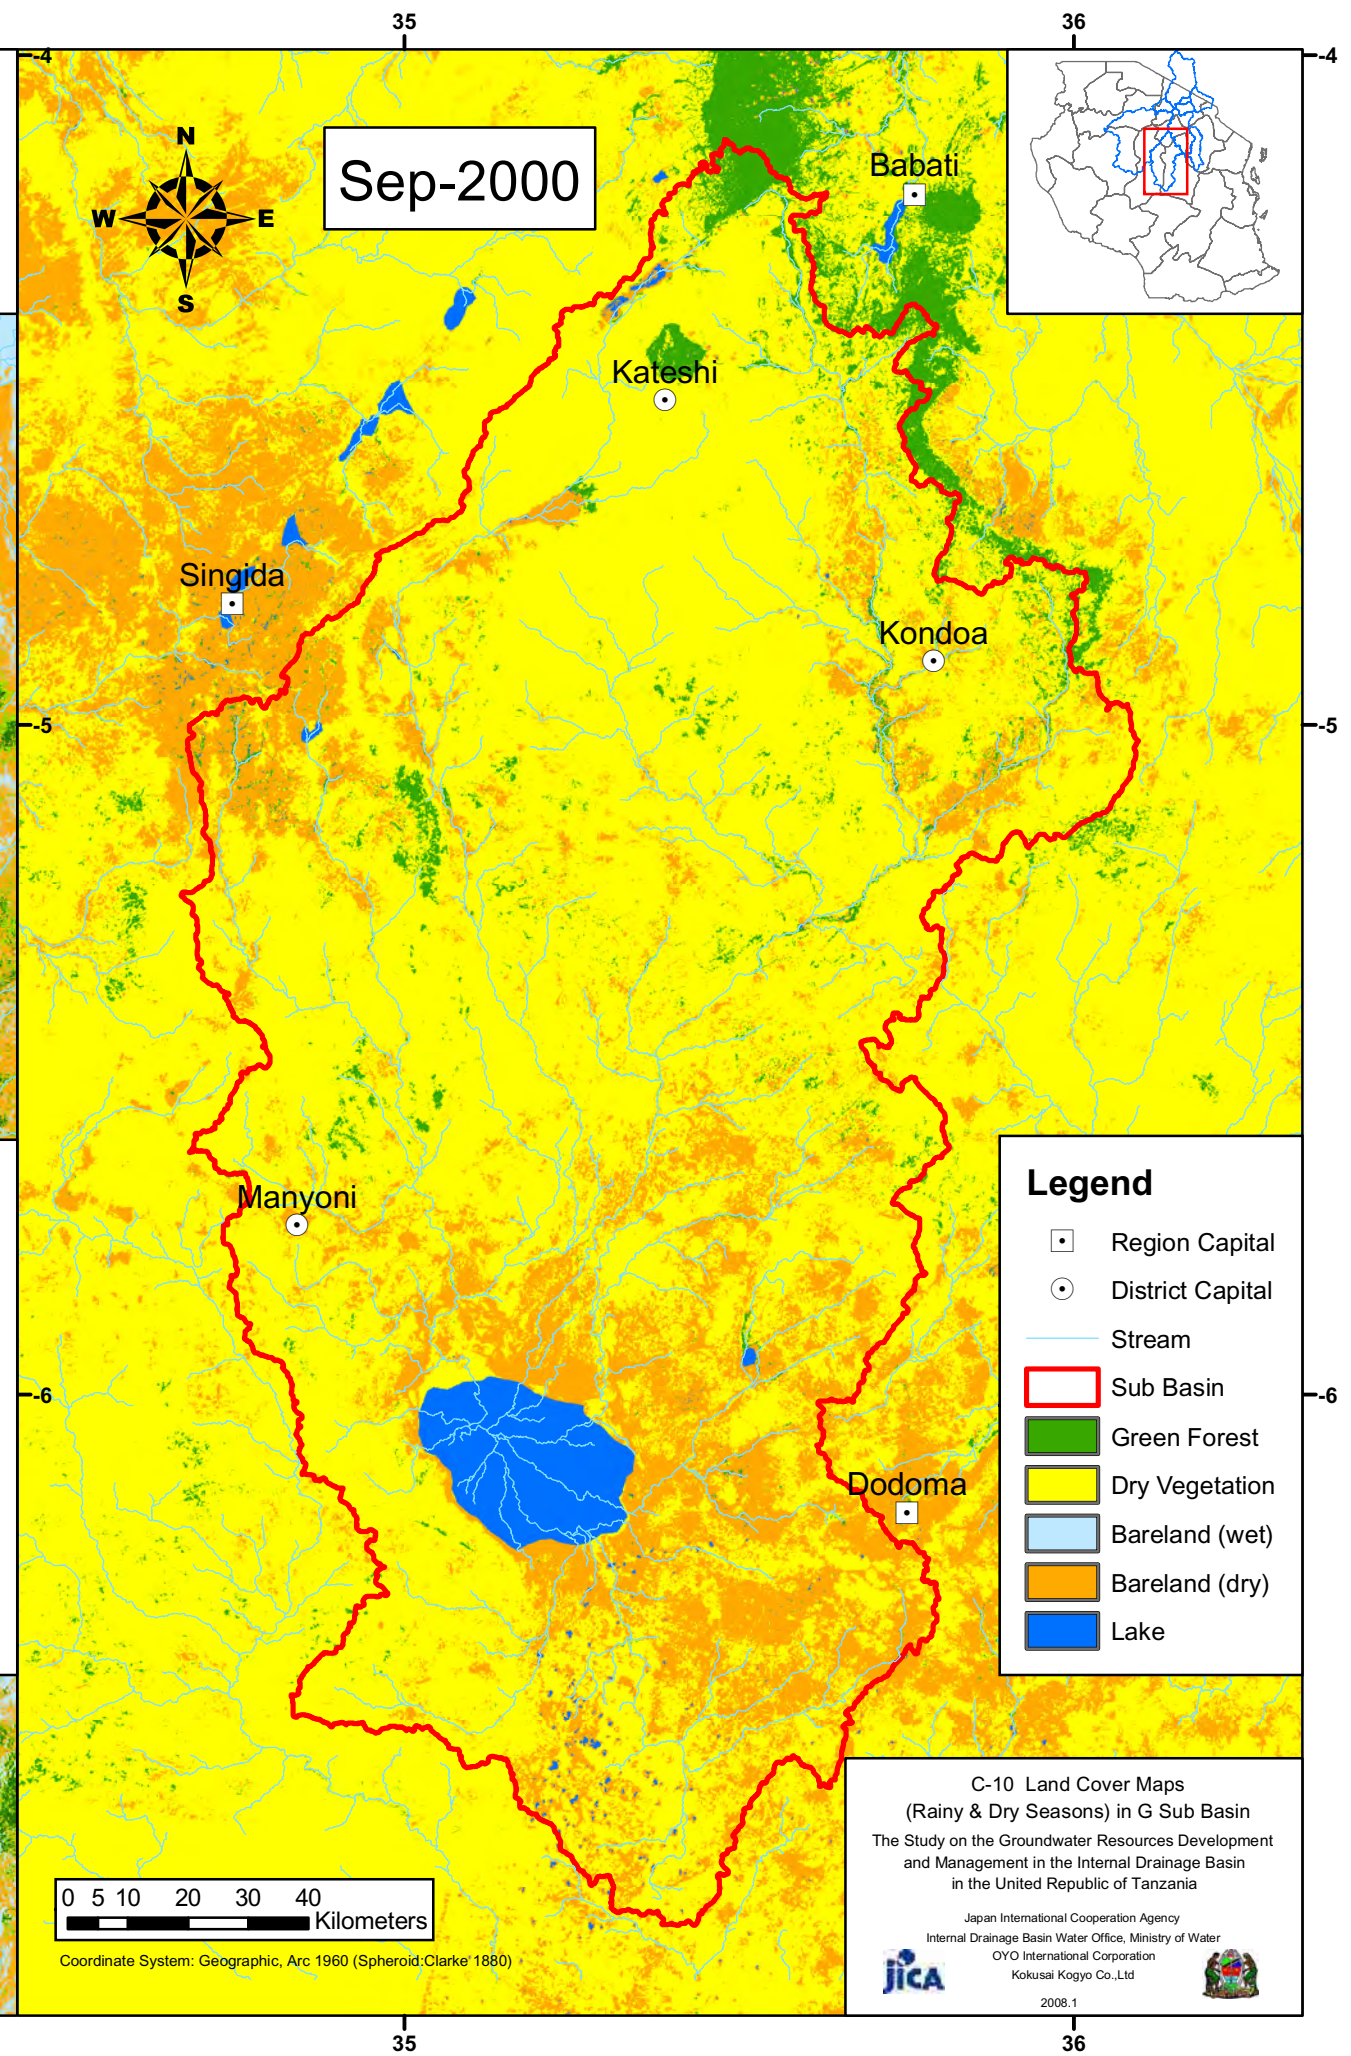 35
36
-4
-4
N
W
E
S
Sep-2000
Babati
Kateshi
Singida
Kondoa
-5
-5
Manyoni
-6
-6
Dodoma
Legend
Region Capital
District Capital
Stream
Sub Basin
Green Forest
Dry Vegetation
Bareland (wet)
Bareland (dry)
Lake
C-10 Land Cover Maps
(Rainy & Dry Seasons) in G Sub Basin
The Study on the Groundwater Resources Development
and Management in the Internal Drainage Basin
in the United Republic of Tanzania
Japan International Cooperation Agency
Internal Drainage Basin Water Office, Ministry of Water
OYO International Corporation
Kokusai Kogyo Co.,Ltd
2008.1
jICA
0 5 10 20 30 40
Kilometers
Coordinate System: Geographic, Arc 1960 (Spheroid:Clarke 1880)
35
36